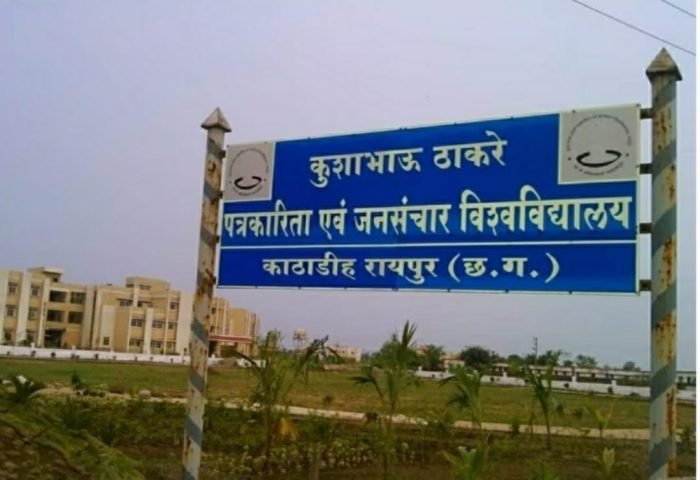 कुशाभाऊ ठाकरे
पत्रकारिता एवं जनसंचार विश्वविद्यालय
काठाडीह रायपुर (छ.ग.)